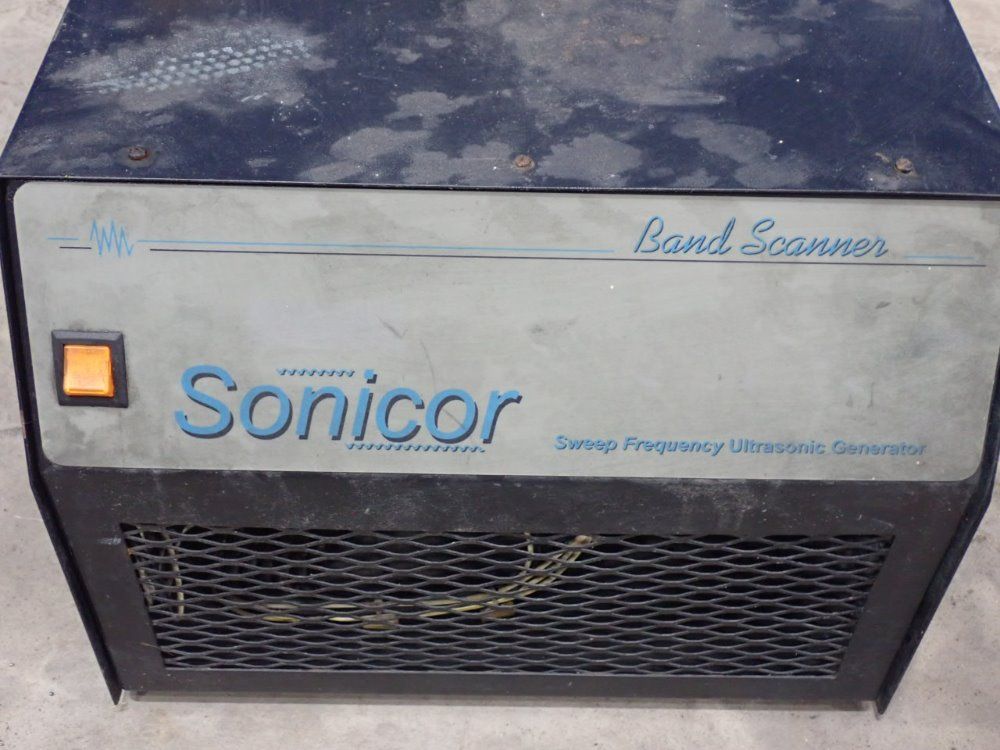 Band Scanner
Sonicor
Sweep Frequency Ultrasonic Generator